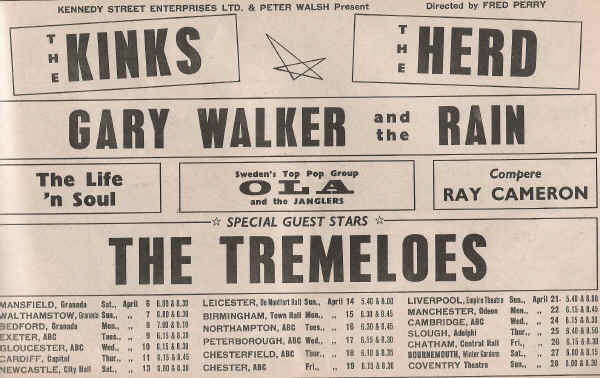 KENNEDY STREET ENTERPRISES LTD. & PETER WALSH Present Directed by FRED PERRY
THE KINKS
THE HERD
GARY WALKER and the RAIN
The Life
'n Soul
Sweden's Top Pop Group
OLA
and the JANGLERS
Compere
RAY CAMERON
☆ SPECIAL GUEST STARS ☆
THE TREMELOES
MANSFIELD, Granada Sat., April 6 6.00 & 8.30
WALTHAMSTOW, Granada Sun., „ 7 6.00 & 8.30
BEDFORD, Granada Mon., „ 8 7.00 & 9.10
EXETER, ABC Tues., „ 9 6.15 & 8.30
GLOUCESTER, ABC Wed., „ 10 6.15 & 8.30
CARDIFF, Capitol Thur., „ 11 6.15 & 8.45
NEWCASTLE, City Hall Sat., „ 13 6.00 & 8.30
LEICESTER, De Montfort Hall Sun., April 14 5.40 & 8.00
BIRMINGHAM, Town Hall Mon., „ 15 6.30 & 8.45
NORTHAMPTON, ABC Tues., „ 16 6.30 & 8.45
PETERBOROUGH, ABC Wed., „ 17 6.15 & 8.30
CHESTERFIELD, ABC Thur., „ 18 6.10 & 8.35
CHESTER, ABC Fri., „ 19 6.15 & 8.30
LIVERPOOL, Empire Theatre Sun., April 21 5.40 & 8.00
MANCHESTER, Odeon Mon., „ 22 6.15 & 8.45
CAMBRIDGE, ABC Wed., „ 24 6.15 & 8.30
SLOUGH, Adelphi Thur., „ 25 6.40 & 8.50
CHATHAM, Central Hall Fri., „ 26 6.15 & 8.30
BOURNEMOUTH, Winter Gardens Sat., „ 27 6.00 & 8.15
COVENTRY Theatre Sun., „ 28 6.00 & 8.30